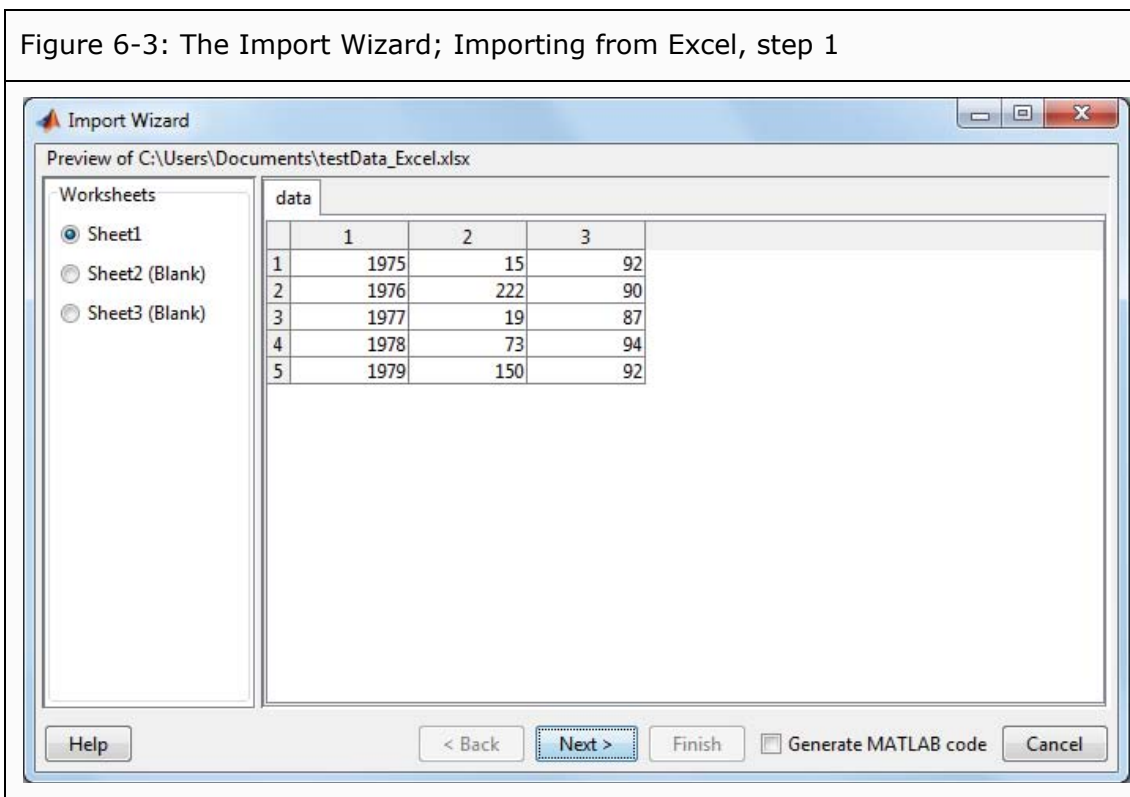 Figure 6-3: The Import Wizard; Importing from Excel, step 1
Import Wizard
Preview of C:\Users\Documents\testData_Excel.xlsx
Worksheets
Sheet1
Sheet2 (Blank)
Sheet3 (Blank)
data
1 2 3
1 1975 15 92
2 1976 222 90
3 1977 19 87
4 1978 73 94
5 1979 150 92
Help < Back Next > Finish Generate MATLAB code Cancel